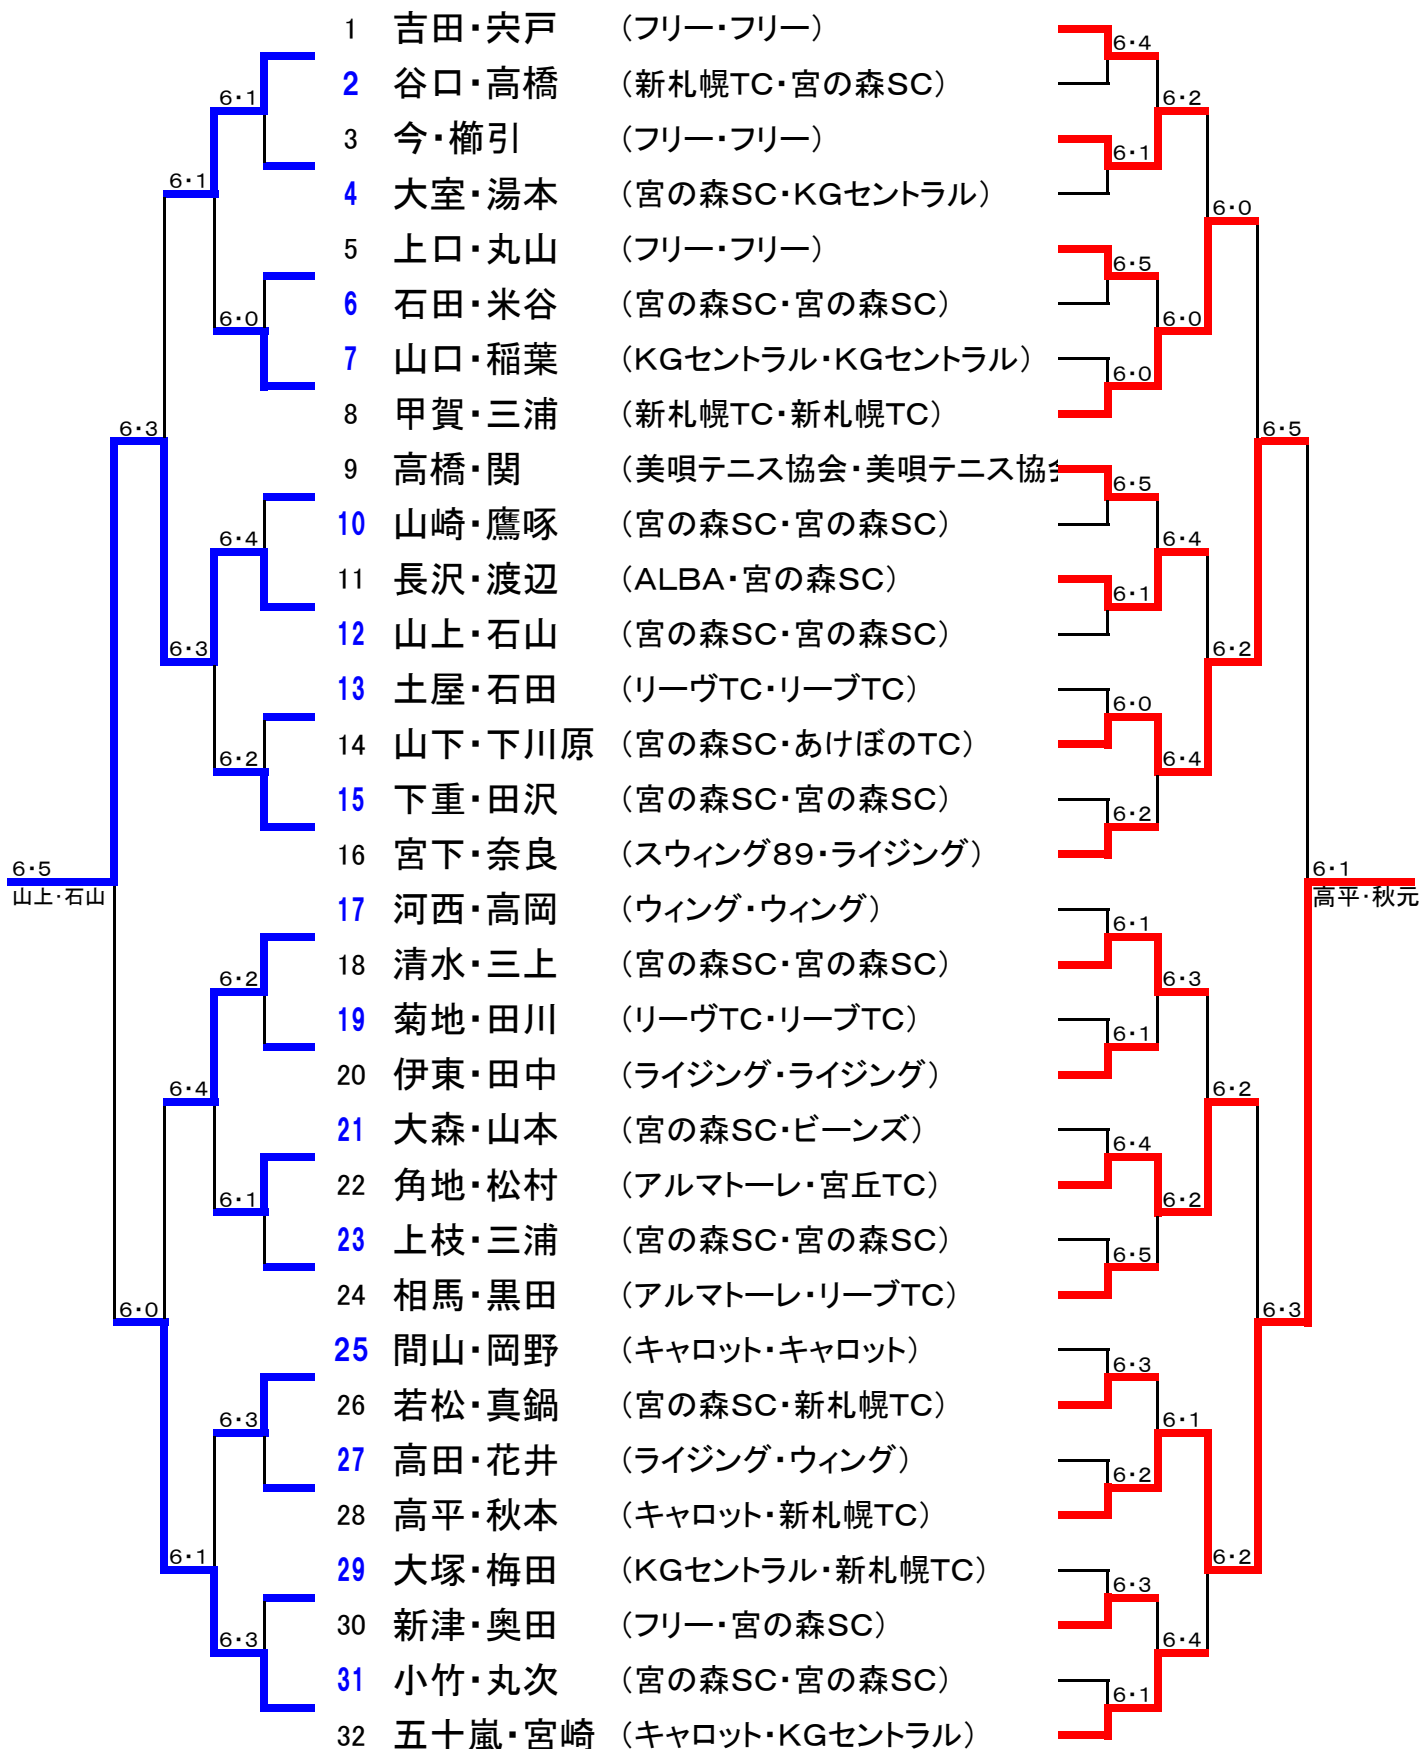 1 吉田・宍戸 (フリー・フリー)
6・4
2 谷口・高橋 (新札幌TC・宮の森SC)
6・1
6・2
3 今・櫛引 (フリー・フリー)
6・1
6・1
4 大室・湯本 (宮の森SC・KGセントラル)
6・0
5 上口・丸山 (フリー・フリー)
6・5
6 石田・米谷 (宮の森SC・宮の森SC)
6・0
6・0
7 山口・稲葉 (KGセントラル・KGセントラル)
6・0
8 甲賀・三浦 (新札幌TC・新札幌TC)
6・3
6・5
9 高橋・関 (美唄テニス協会・美唄テニス協会
6・5
10 山崎・鷹啄 (宮の森SC・宮の森SC)
6・4
6・4
11 長沢・渡辺 (ALBA・宮の森SC)
6・1
12 山上・石山 (宮の森SC・宮の森SC)
6・3
6・2
13 土屋・石田 (リーヴTC・リーブTC)
6・0
14 山下・下川原 (宮の森SC・あけぼのTC)
6・2
6・4
15 下重・田沢 (宮の森SC・宮の森SC)
6・2
16 宮下・奈良 (スウィング89・ライジング)
6・5
山上・石山
6・1
高平・秋元
17 河西・高岡 (ウィング・ウィング)
6・1
18 清水・三上 (宮の森SC・宮の森SC)
6・2
6・3
19 菊地・田川 (リーヴTC・リーブTC)
6・1
20 伊東・田中 (ライジング・ライジング)
6・4
6・2
21 大森・山本 (宮の森SC・ビーンズ)
6・4
22 角地・松村 (アルマトーレ・宮丘TC)
6・1
6・2
23 上枝・三浦 (宮の森SC・宮の森SC)
6・5
24 相馬・黒田 (アルマトーレ・リーブTC)
6・0
6・3
25 間山・岡野 (キャロット・キャロット)
6・3
26 若松・真鍋 (宮の森SC・新札幌TC)
6・3
6・1
27 高田・花井 (ライジング・ウィング)
6・2
28 高平・秋本 (キャロット・新札幌TC)
6・1
6・2
29 大塚・梅田 (KGセントラル・新札幌TC)
6・3
30 新津・奥田 (フリー・宮の森SC)
6・3
6・4
31 小竹・丸次 (宮の森SC・宮の森SC)
6・1
32 五十嵐・宮崎 (キャロット・KGセントラル)